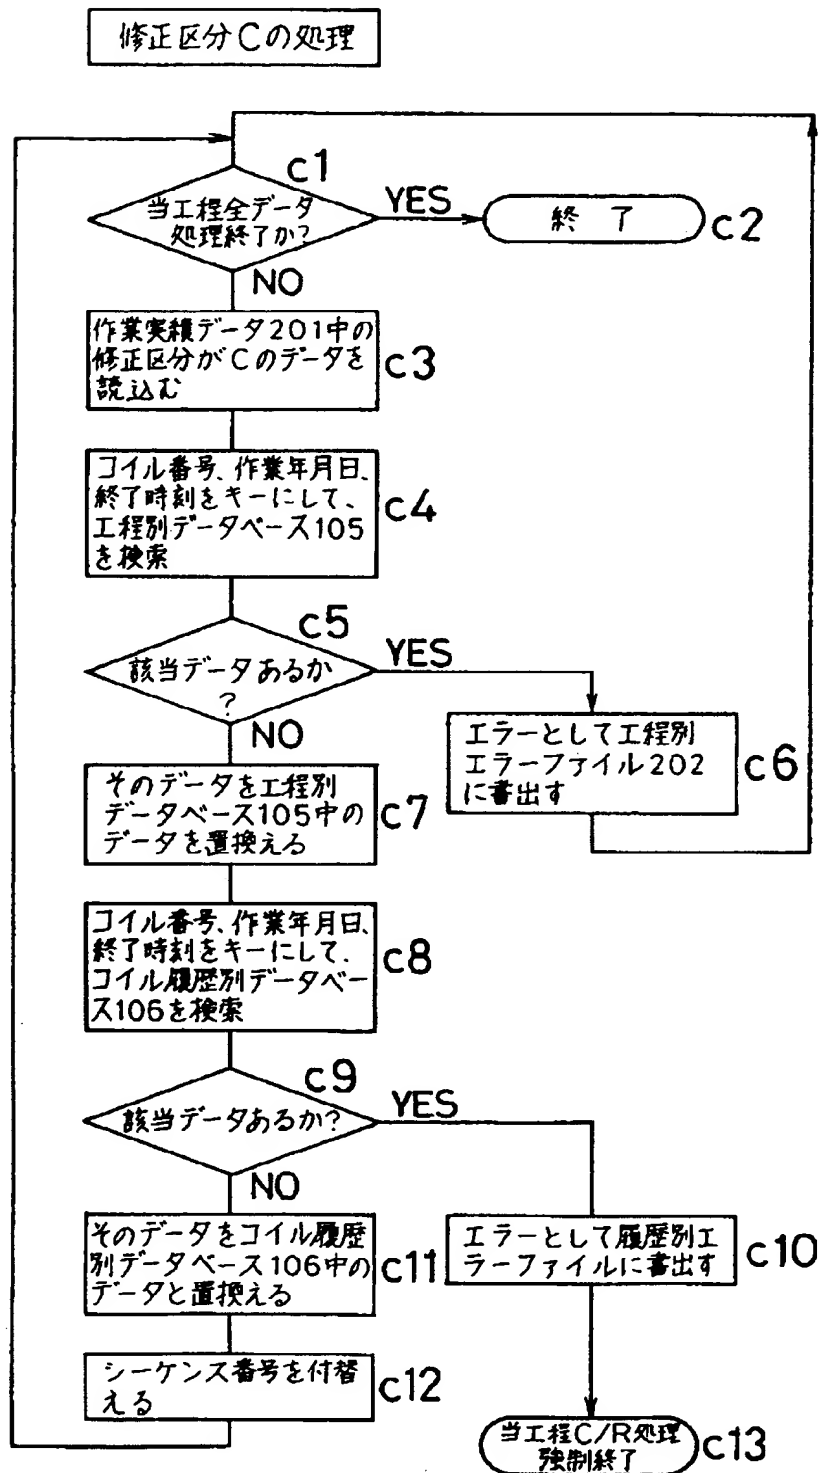 修正区分Cの処理
c1
当工程全データ
処理終了か?
YES
終了
c2
NO
作業実績データ201中の
修正区分がCのデータを
読込む
c3
コイル番号、作業年月日、
終了時刻をキーにして、
工程別データベース105
を検索
c4
c5
該当データあるか
?
YES
NO
エラーとして工程別
エラーファイル202
に書出す
c6
そのデータを工程別
データベース105中の
データを置換える
c7
コイル番号、作業年月日、
終了時刻をキーにして、
コイル履歴別データベー
ス106を検索
c8
c9
該当データあるか?
YES
NO
そのデータをコイル履歴
別データベース106中の
データと置換える
c11
エラーとして履歴別エ
ラーファイルに書出す
c10
シーケンス番号を付替
える
c12
当工程C/R処理
強制終了
c13